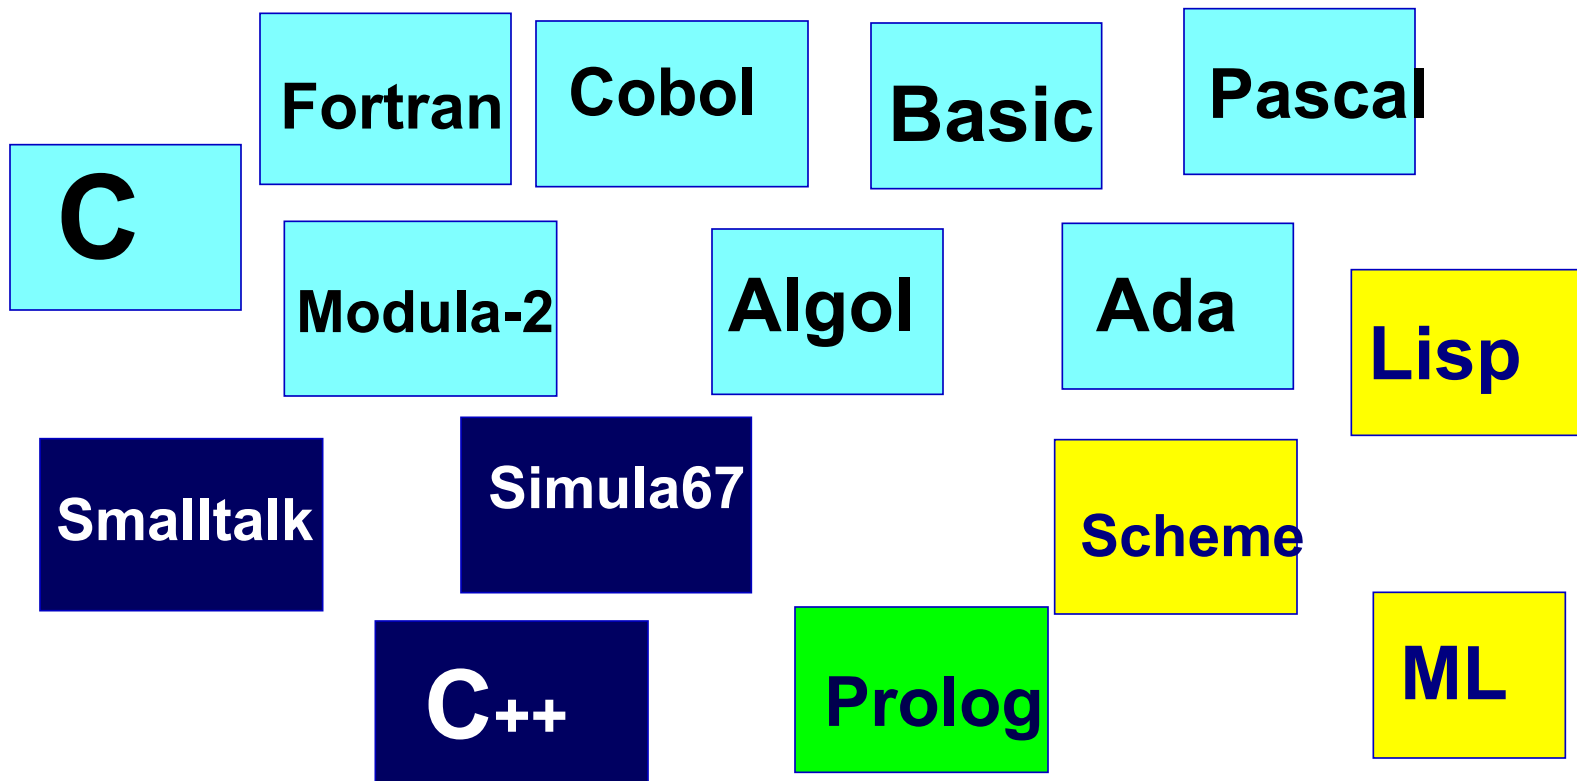 Fortran
Cobol
Basic
Pascal
C
Modula-2
Algol
Ada
Lisp
Smalltalk
Simula67
Scheme
C++
Prolog
ML